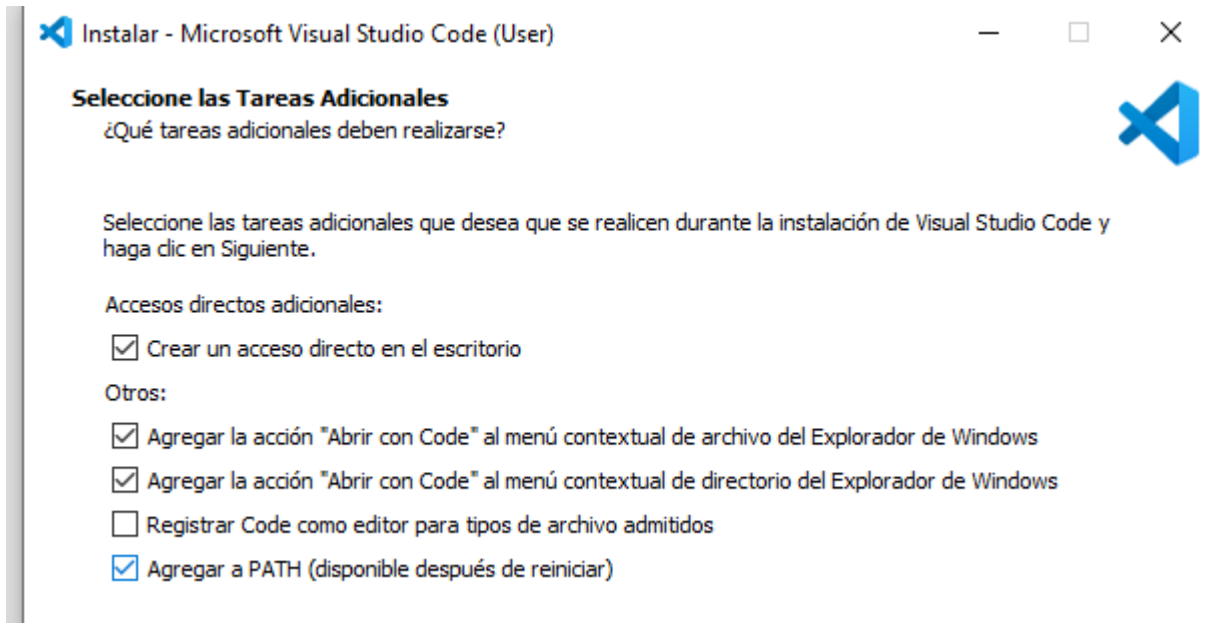 Instalar - Microsoft Visual Studio Code (User)
Seleccione las Tareas Adicionales
¿Qué tareas adicionales deben realizarse?
Seleccione las tareas adicionales que desea que se realicen durante la instalación de Visual Studio Code y
haga clic en Siguiente.
Accesos directos adicionales:
Crear un acceso directo en el escritorio
Otros:
Agregar la acción "Abrir con Code" al menú contextual de archivo del Explorador de Windows
Agregar la acción "Abrir con Code" al menú contextual de directorio del Explorador de Windows
Registrar Code como editor para tipos de archivo admitidos
Agregar a PATH (disponible después de reiniciar)